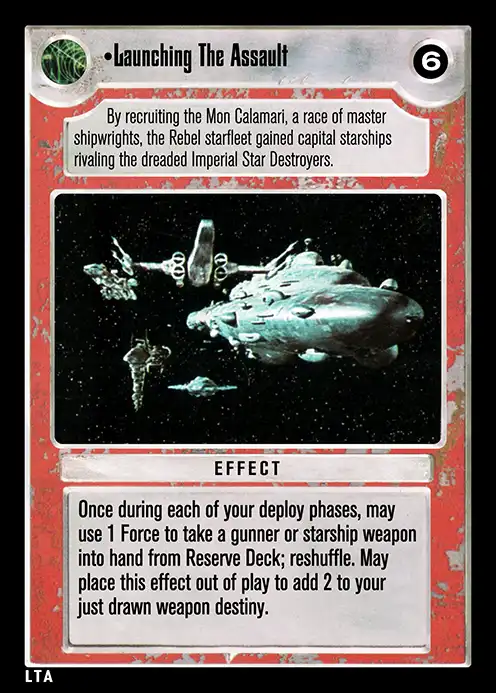 •Launching The Assault
6
By recruiting the Mon Calamari, a race of master
shipwrights, the Rebel starfleet gained capital starships
rivaling the dreaded Imperial Star Destroyers.
EFFECT
Once during each of your deploy phases, may
use 1 Force to take a gunner or starship weapon
into hand from Reserve Deck; reshuffle. May
place this effect out of play to add 2 to your
just drawn weapon destiny.
LTA